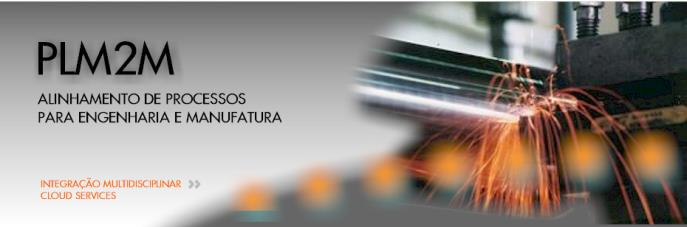 PLM2M
ALINHAMENTO DE PROCESSOS
PARA ENGENHARIA E MANUFATURA
INTEGRAÇÃO MULTIDISCIPLINAR »
CLOUD SERVICES